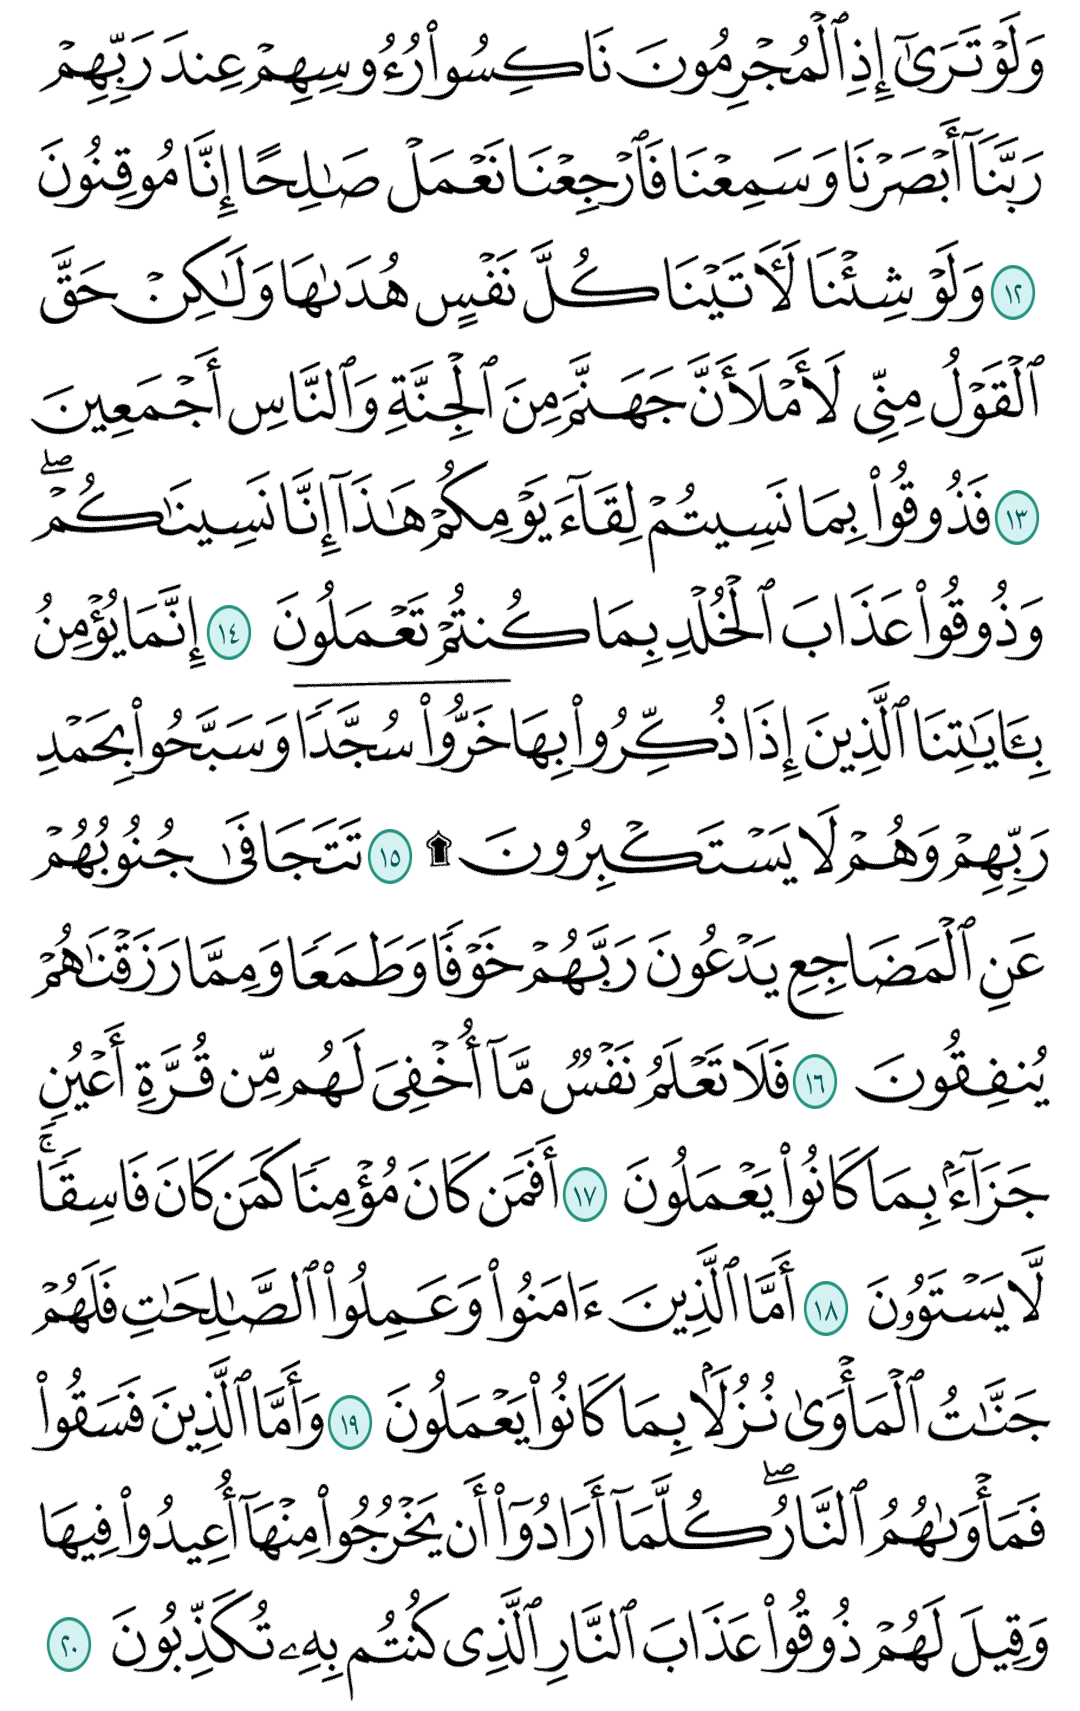 وَلَوْ تَرَىٰٓ إِذِ ٱلْمُجْرِمُونَ نَاكِسُوا۟ رُءُوسِهِمْ عِندَ رَبِّهِمْ
رَبَّنَآ أَبْصَرْنَا وَسَمِعْنَا فَٱرْجِعْنَا نَعْمَلْ صَـٰلِحًا إِنَّا مُوقِنُونَ
١٢ وَلَوْ شِئْنَا لَـَٔاتَيْنَا كُلَّ نَفْسٍ هُدَىٰهَا وَلَـٰكِنْ حَقَّ
ٱلْقَوْلُ مِنِّى لَأَمْلَأَنَّ جَهَنَّمَ مِنَ ٱلْجِنَّةِ وَٱلنَّاسِ أَجْمَعِينَ
١٣ فَذُوقُوا۟ بِمَا نَسِيتُمْ لِقَآءَ يَوْمِكُمْ هَـٰذَآ إِنَّا نَسِينَـٰكُمْ ۖ
وَذُوقُوا۟ عَذَابَ ٱلْخُلْدِ بِمَا كُنتُمْ تَعْمَلُونَ ١٤ إِنَّمَا يُؤْمِنُ
بِـَٔايَـٰتِنَا ٱلَّذِينَ إِذَا ذُكِّرُوا۟ بِهَا خَرُّوا۟ سُجَّدًا وَسَبَّحُوا۟ بِحَمْدِ
رَبِّهِمْ وَهُمْ لَا يَسْتَكْبِرُونَ ۩ ١٥ تَتَجَافَىٰ جُنُوبُهُمْ
عَنِ ٱلْمَضَاجِعِ يَدْعُونَ رَبَّهُمْ خَوْفًا وَطَمَعًا وَمِمَّا رَزَقْنَـٰهُمْ
يُنفِقُونَ ١٦ فَلَا تَعْلَمُ نَفْسٌ مَّآ أُخْفِىَ لَهُم مِّن قُرَّةِ أَعْيُنٍ
جَزَآءًۢ بِمَا كَانُوا۟ يَعْمَلُونَ ١٧ أَفَمَن كَانَ مُؤْمِنًا كَمَن كَانَ فَاسِقًا ۚ
لَّا يَسْتَوُۥنَ ١٨ أَمَّا ٱلَّذِينَ ءَامَنُوا۟ وَعَمِلُوا۟ ٱلصَّـٰلِحَـٰتِ فَلَهُمْ
جَنَّـٰتُ ٱلْمَأْوَىٰ نُزُلًۢا بِمَا كَانُوا۟ يَعْمَلُونَ ١٩ وَأَمَّا ٱلَّذِينَ فَسَقُوا۟
فَمَأْوَىٰهُمُ ٱلنَّارُ ۖ كُلَّمَآ أَرَادُوٓا۟ أَن يَخْرُجُوا۟ مِنْهَآ أُعِيدُوا۟ فِيهَا
وَقِيلَ لَهُمْ ذُوقُوا۟ عَذَابَ ٱلنَّارِ ٱلَّذِى كُنتُم بِهِۦ تُكَذِّبُونَ ٢٠